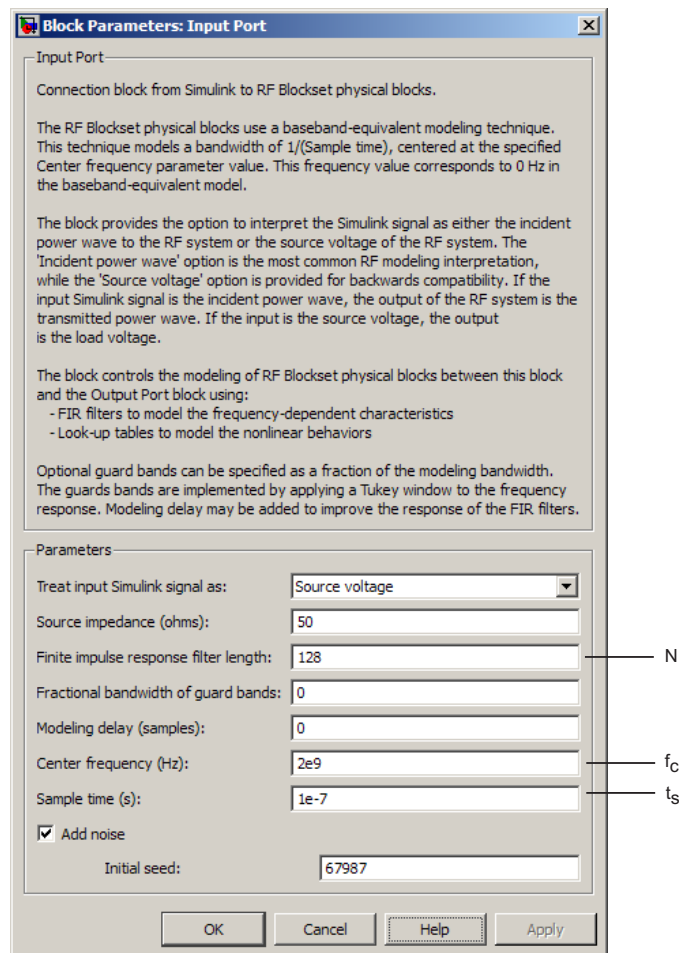 Block Parameters: Input Port
Input Port
Connection block from Simulink to RF Blockset physical blocks.
The RF Blockset physical blocks use a baseband-equivalent modeling technique.
This technique models a bandwidth of 1/(Sample time), centered at the specified
Center frequency parameter value. This frequency value corresponds to 0 Hz in
the baseband-equivalent model.
The block provides the option to interpret the Simulink signal as either the incident
power wave to the RF system or the source voltage of the RF system. The
'Incident power wave' option is the most common RF modeling interpretation,
while the 'Source voltage' option is provided for backwards compatibility. If the
input Simulink signal is the incident power wave, the output of the RF system is the
transmitted power wave. If the input is the source voltage, the output
is the load voltage.
The block controls the modeling of RF Blockset physical blocks between this block
and the Output Port block using:
- FIR filters to model the frequency-dependent characteristics
- Look-up tables to model the nonlinear behaviors
Optional guard bands can be specified as a fraction of the modeling bandwidth.
The guards bands are implemented by applying a Tukey window to the frequency
response. Modeling delay may be added to improve the response of the FIR filters.
Parameters
Treat input Simulink signal as: Source voltage
Source impedance (ohms): 50
Finite impulse response filter length: 128 N
Fractional bandwidth of guard bands: 0
Modeling delay (samples): 0
Center frequency (Hz): 2e9 fc
Sample time (s): 1e-7 ts
Add noise
Initial seed: 67987
OK Cancel Help Apply